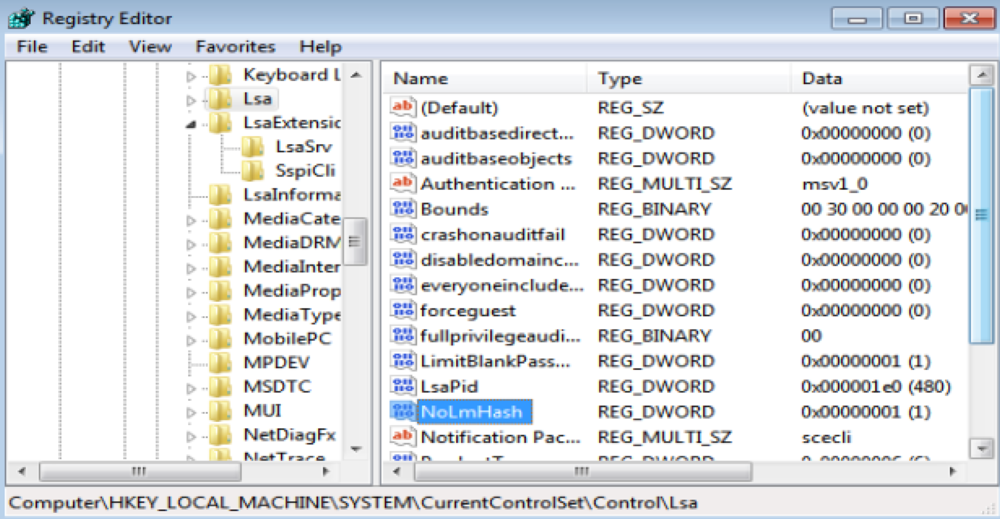 Registry Editor
File Edit View Favorites Help
Keyboard L
Lsa
LsaExtensic
LsaSrv
SspiCli
LsaInforma
MediaCate
MediaDRM
MediaInter
MediaProp
MediaType
MobilePC
MPDEV
MSDTC
MUI
NetDiagFx
NetTrace
Name Type Data
(Default) REG_SZ (value not set)
auditbasedirect... REG_DWORD 0x00000000 (0)
auditbaseobjects REG_DWORD 0x00000000 (0)
Authentication ... REG_MULTI_SZ msv1_0
Bounds REG_BINARY 00 30 00 00 00 20 00
crashonauditfail REG_DWORD 0x00000000 (0)
disabledomainc... REG_DWORD 0x00000000 (0)
everyoneinclude... REG_DWORD 0x00000000 (0)
forceguest REG_DWORD 0x00000000 (0)
fullprivilegeaudi... REG_BINARY 00
LimitBlankPass... REG_DWORD 0x00000001 (1)
LsaPid REG_DWORD 0x000001e0 (480)
NoLmHash REG_DWORD 0x00000001 (1)
Notification Pac... REG_MULTI_SZ scecli
REG_DWORD
Computer\HKEY_LOCAL_MACHINE\SYSTEM\CurrentControlSet\Control\Lsa